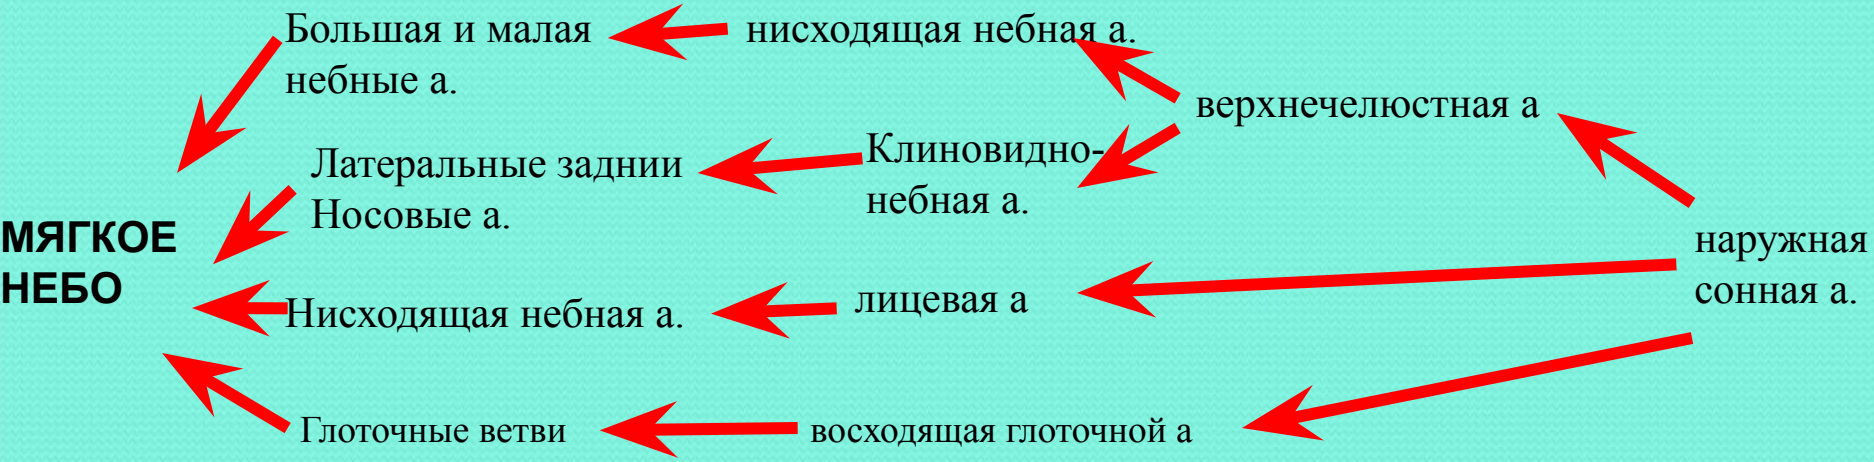 Большая и малая
небные а.
нисходящая небная а.
верхнечелюстная а
Латеральные заднии
Носовые а.
Клиновидно-
небная а.
МЯГКОЕ
НЕБО
наружная
сонная а.
Нисходящая небная а.
лицевая а
Глоточные ветви
восходящая глоточной а